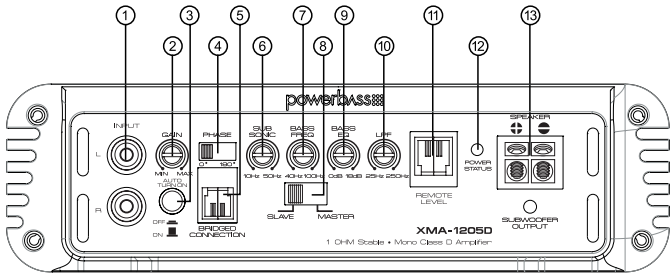 1 2 3 4 5 6 7 8 9 10 11 12 13
powerbass
INPUT
L
R
GAIN
MIN MAX
AUTO
TURN ON
OFF
ON
PHASE
0° 180°
BRIDGED
CONNECTION
SUB
SONIC
10Hz 50Hz
BASS
FREQ
40Hz 100Hz
BASS
EQ
0dB 18dB
LPF
25Hz 250Hz
SLAVE MASTER
REMOTE
LEVEL
POWER
STATUS
SPEAKER
SUBWOOFER
OUTPUT
XMA-1205D
1 OHM Stable • Mono Class D Amplifier